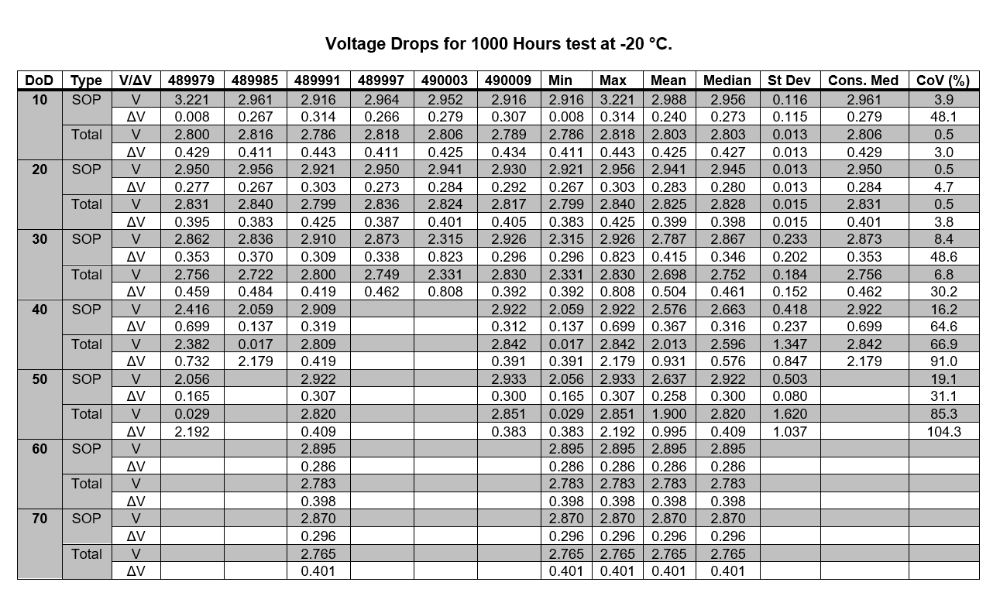 Voltage Drops for 1000 Hours test at -20 °C.
DoD Type V/ΔV 489979 489985 489991 489997 490003 490009 Min Max Mean Median St Dev Cons. Med CoV (%)
10 SOP V 3.221 2.961 2.916 2.964 2.952 2.916 2.916 3.221 2.988 2.956 0.116 2.961 3.9
ΔV 0.008 0.267 0.314 0.266 0.279 0.307 0.008 0.314 0.240 0.273 0.115 0.279 48.1
Total V 2.800 2.816 2.786 2.818 2.806 2.789 2.786 2.818 2.803 2.803 0.013 2.806 0.5
ΔV 0.429 0.411 0.443 0.411 0.425 0.434 0.411 0.443 0.425 0.427 0.013 0.429 3.0
20 SOP V 2.950 2.956 2.921 2.950 2.941 2.930 2.921 2.956 2.941 2.945 0.013 2.950 0.5
ΔV 0.277 0.267 0.303 0.273 0.284 0.292 0.267 0.303 0.283 0.280 0.013 0.284 4.7
Total V 2.831 2.840 2.799 2.836 2.824 2.817 2.799 2.840 2.825 2.828 0.015 2.831 0.5
ΔV 0.395 0.383 0.425 0.387 0.401 0.405 0.383 0.425 0.399 0.398 0.015 0.401 3.8
30 SOP V 2.862 2.836 2.910 2.873 2.315 2.926 2.315 2.926 2.787 2.867 0.233 2.873 8.4
ΔV 0.353 0.370 0.309 0.338 0.823 0.296 0.296 0.823 0.415 0.346 0.202 0.353 48.6
Total V 2.756 2.722 2.800 2.749 2.331 2.830 2.331 2.830 2.698 2.752 0.184 2.756 6.8
ΔV 0.459 0.484 0.419 0.462 0.808 0.392 0.392 0.808 0.504 0.461 0.152 0.462 30.2
40 SOP V 2.416 2.059 2.909 2.922 2.059 2.922 2.576 2.663 0.418 2.922 16.2
ΔV 0.699 0.137 0.319 0.312 0.137 0.699 0.367 0.316 0.237 0.699 64.6
Total V 2.382 0.017 2.809 2.842 0.017 2.842 2.013 2.596 1.347 2.842 66.9
ΔV 0.732 2.179 0.419 0.391 0.391 2.179 0.931 0.576 0.847 2.179 91.0
50 SOP V 2.056 2.922 2.933 2.056 2.933 2.637 2.922 0.503 19.1
ΔV 0.165 0.307 0.300 0.165 0.307 0.258 0.300 0.080 31.1
Total V 0.029 2.820 2.851 0.029 2.851 1.900 2.820 1.620 85.3
ΔV 2.192 0.409 0.383 0.383 2.192 0.995 0.409 1.037 104.3
60 SOP V 2.895 2.895 2.895 2.895 2.895
ΔV 0.286 0.286 0.286 0.286 0.286
Total V 2.783 2.783 2.783 2.783 2.783
ΔV 0.398 0.398 0.398 0.398 0.398
70 SOP V 2.870 2.870 2.870 2.870 2.870
ΔV 0.296 0.296 0.296 0.296 0.296
Total V 2.765 2.765 2.765 2.765 2.765
ΔV 0.401 0.401 0.401 0.401 0.401